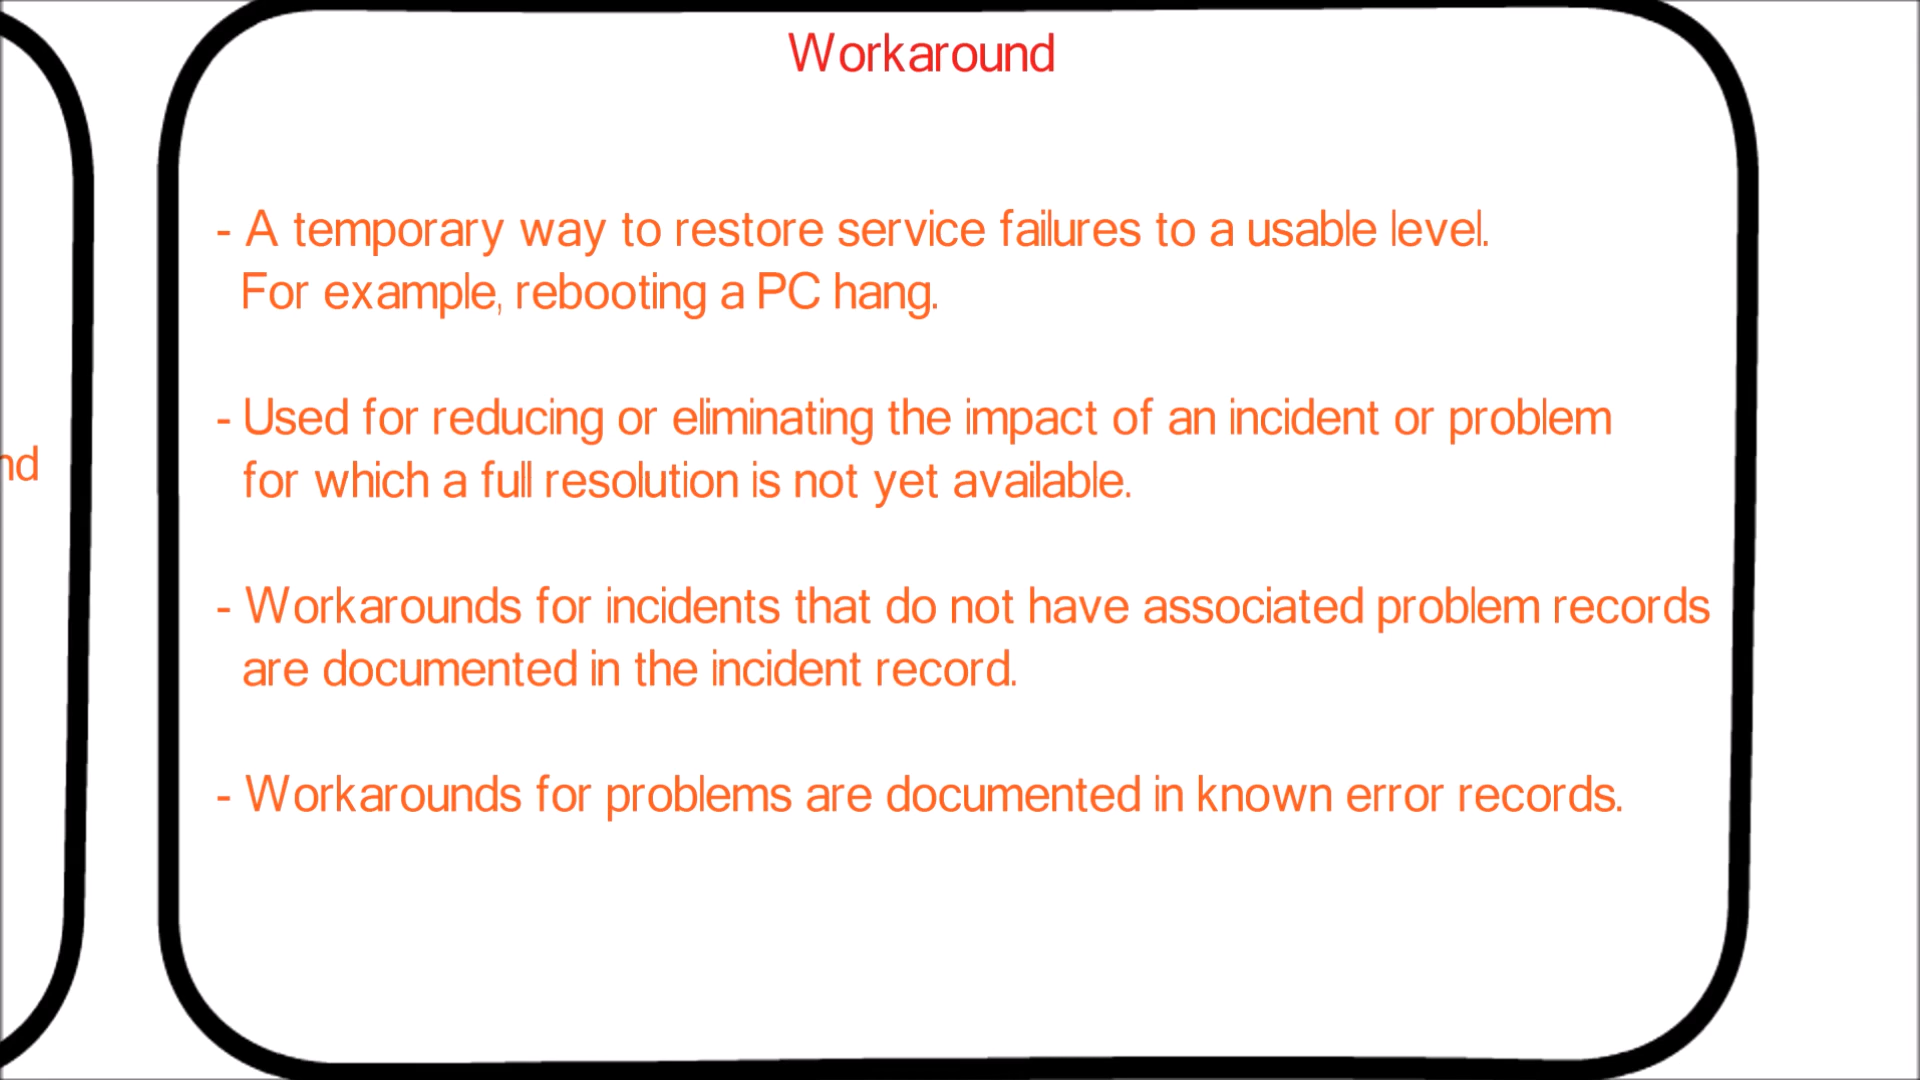 Workaround
- A temporary way to restore service failures to a usable level.
For example, rebooting a PC hang.
- Used for reducing or eliminating the impact of an incident or problem
for which a full resolution is not yet available.
nd
- Workarounds for incidents that do not have associated problem records
are documented in the incident record.
- Workarounds for problems are documented in known error records.